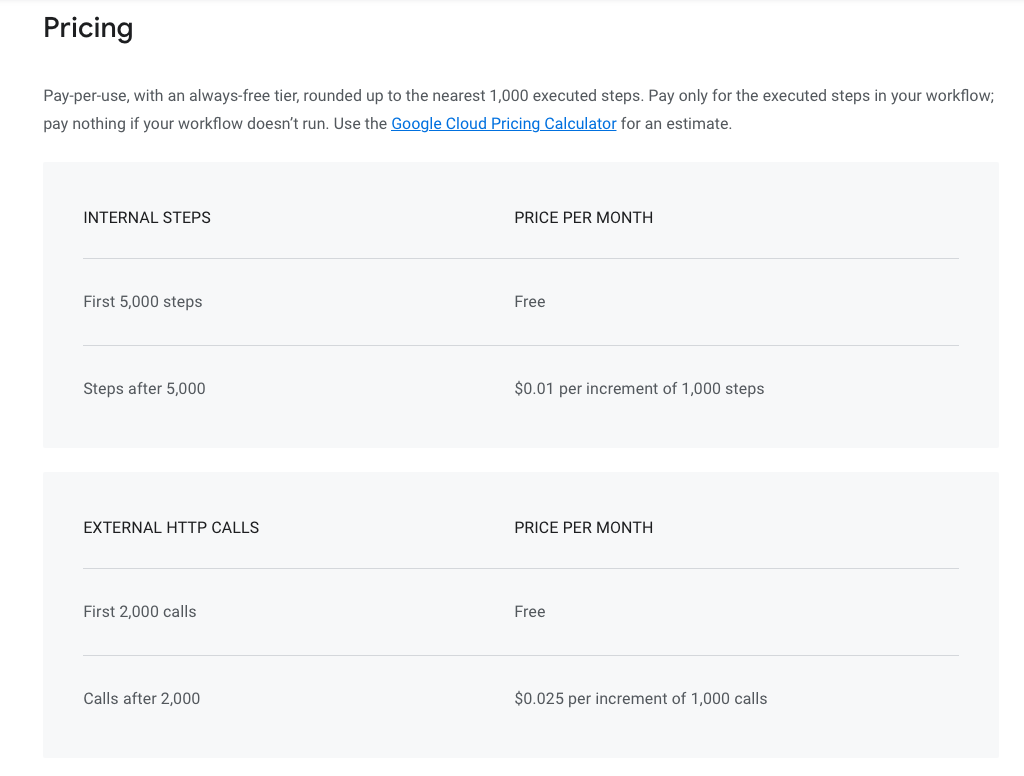 Pricing
Pay-per-use, with an always-free tier, rounded up to the nearest 1,000 executed steps. Pay only for the executed steps in your workflow;
pay nothing if your workflow doesn’t run. Use the Google Cloud Pricing Calculator for an estimate.
INTERNAL STEPS PRICE PER MONTH
First 5,000 steps Free
Steps after 5,000 $0.01 per increment of 1,000 steps
EXTERNAL HTTP CALLS PRICE PER MONTH
First 2,000 calls Free
Calls after 2,000 $0.025 per increment of 1,000 calls